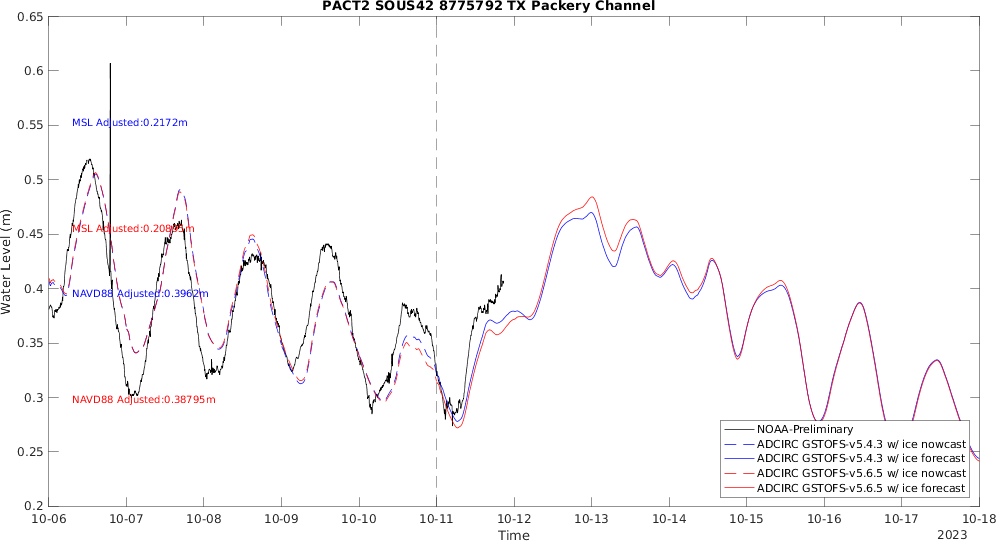 PACT2 SOUS42 8775792 TX Packery Channel
0.65
0.6
0.55
0.5
0.45
0.4
0.35
0.3
0.25
0.2
Water Level (m)
MSL Adjusted:0.2172m
MSL Adjusted:
NAVD88 Adjusted:0.3962m
NAVD88 Adjusted:0.38795m
NOAA-Preliminary
ADCIRC GSTOFS-v5.4.3 w/ ice nowcast
ADCIRC GSTOFS-v5.4.3 w/ ice forecast
ADCIRC GSTOFS-v5.6.5 w/ ice nowcast
ADCIRC GSTOFS-v5.6.5 w/ ice forecast
10-06 10-07 10-08 10-09 10-10 10-11 10-12 10-13 10-14 10-15 10-16 10-17 10-18
Time
2023